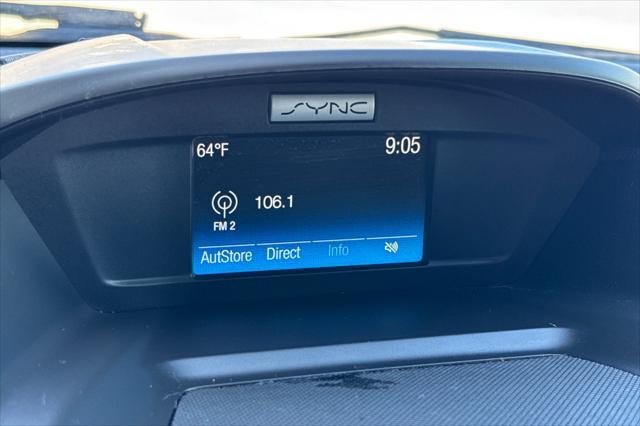 SYNC
64°F 9:05
106.1
FM 2
AutStore Direct Info